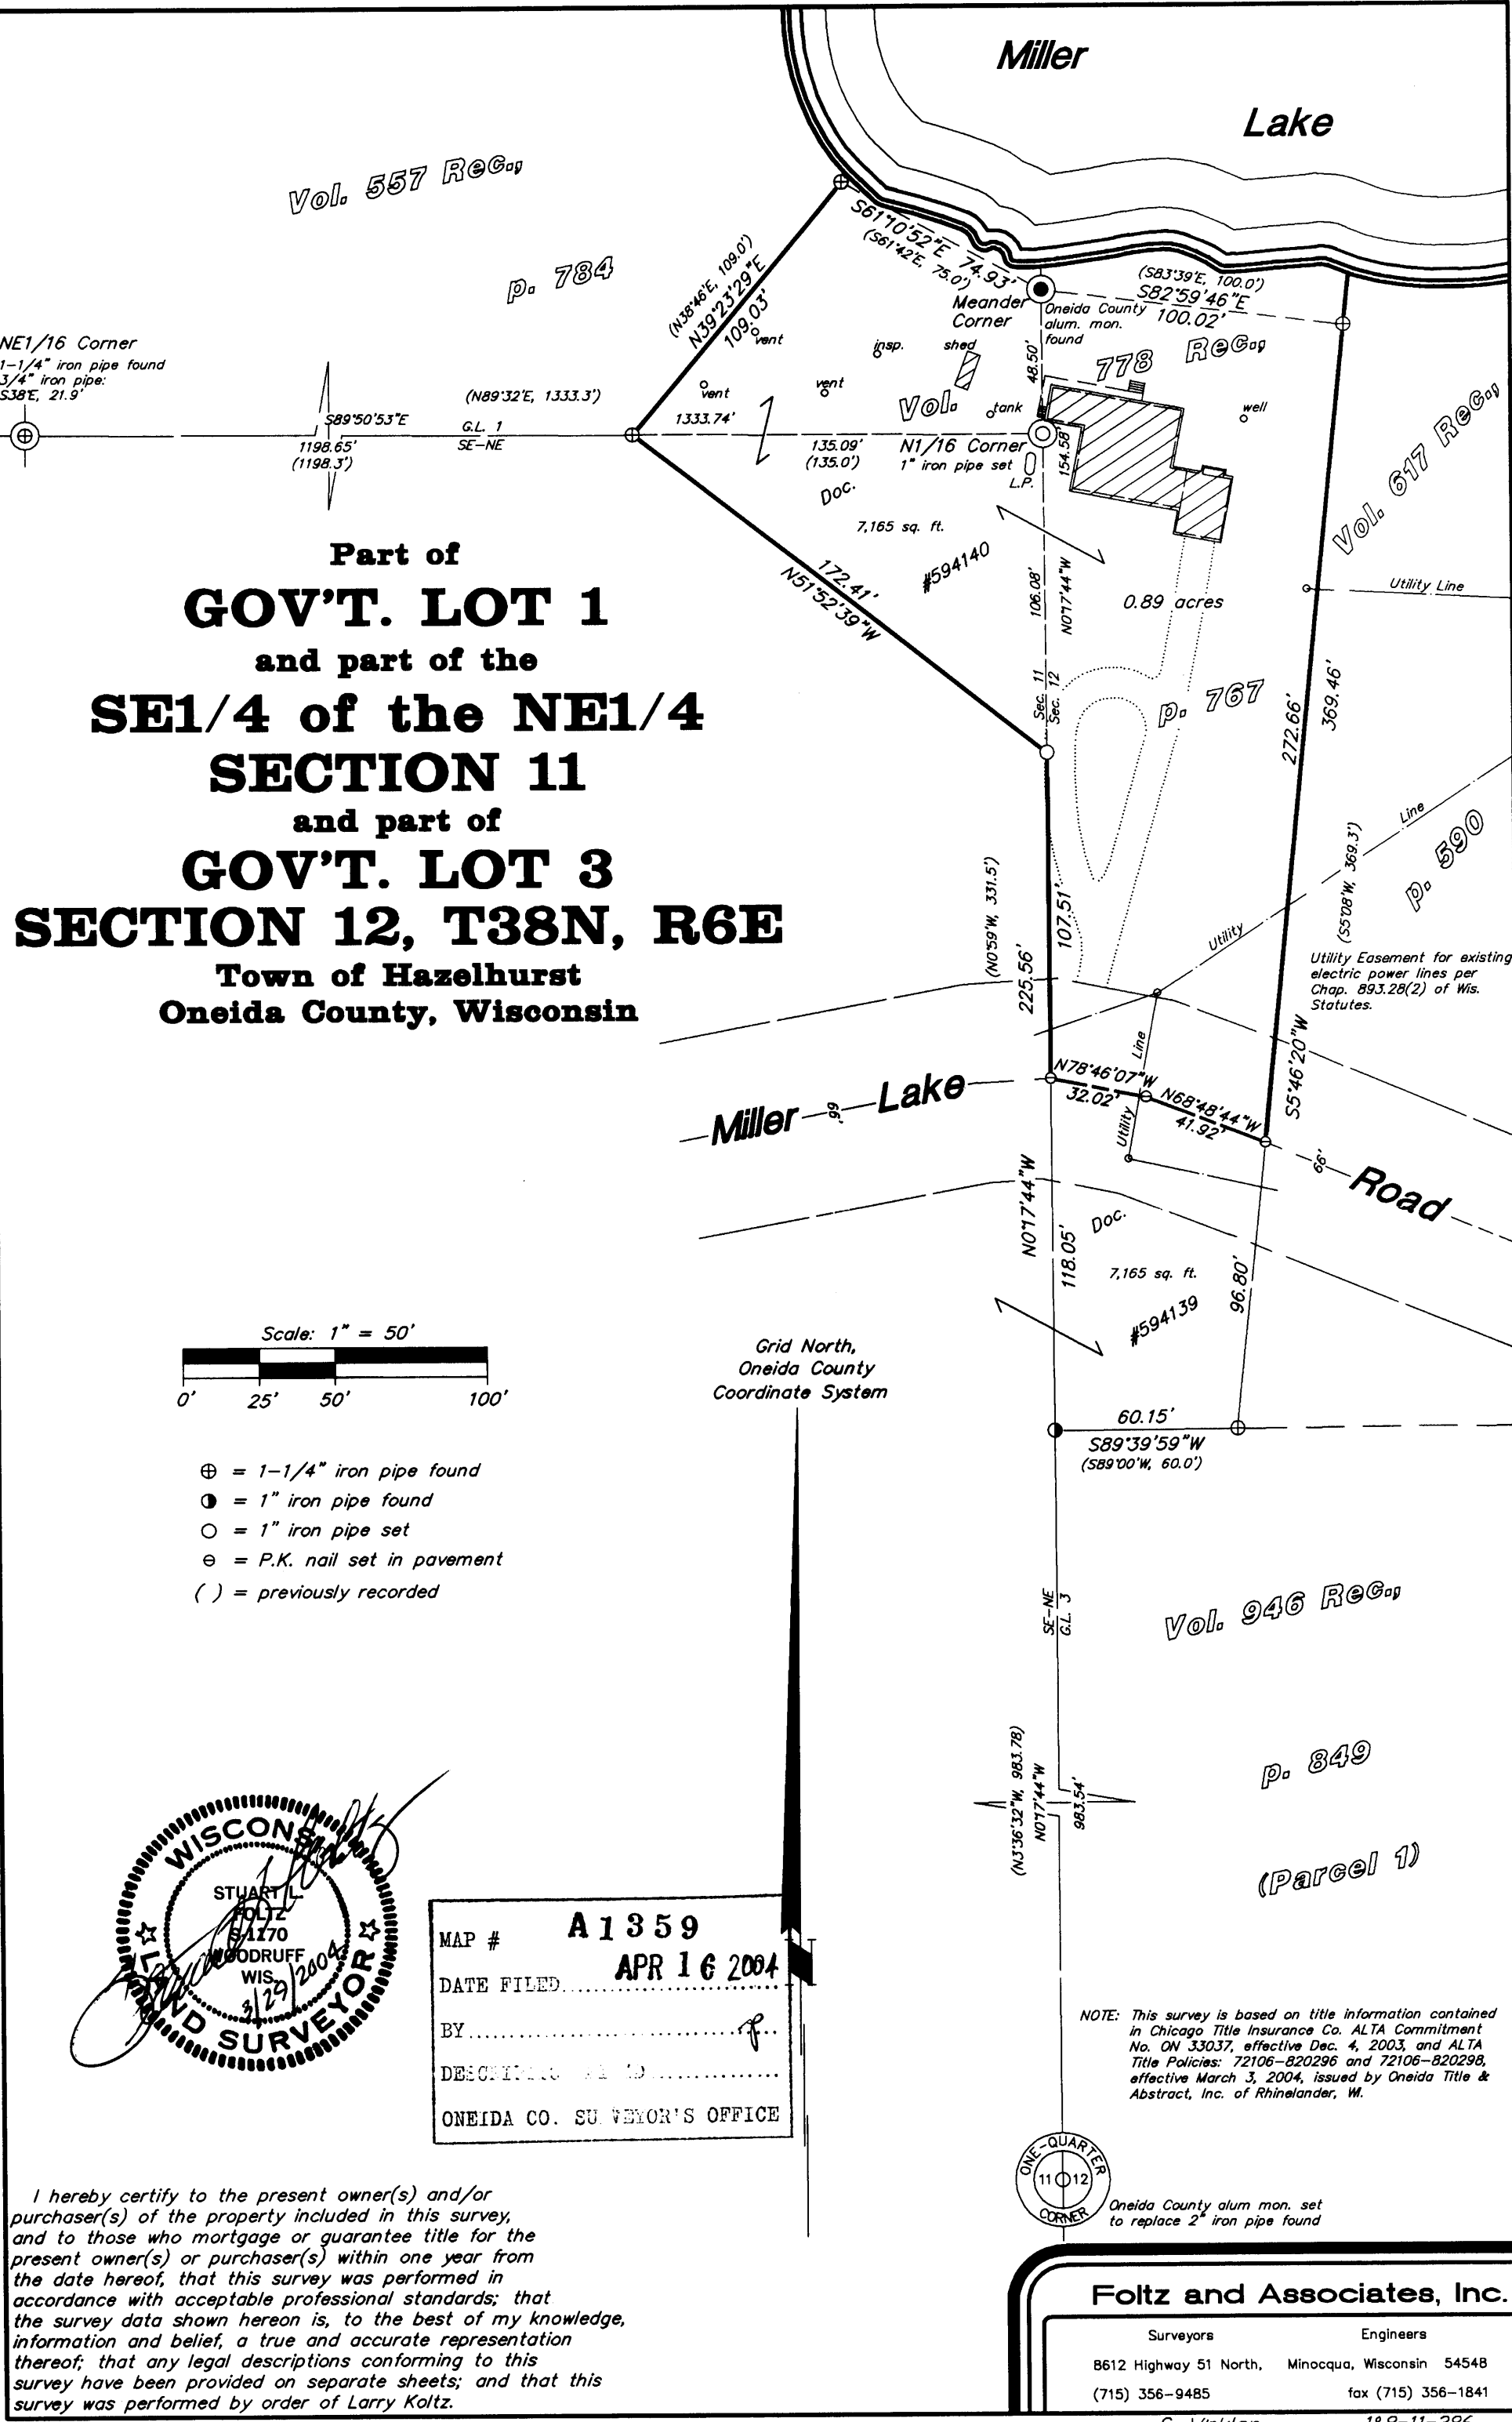 Miller
Lake
Vol. 557 Rec.,
p. 784
S61°10'52"E 74.93'
(S61°42'E, 75.0')
(N38°46'E, 109.0')
N39°23'29"E
109.03'
(S83°39'E, 100.0')
S82°59'46"E
100.02'
Meander
Corner
Oneida County
alum. mon.
found
vent
insp.
shed
48.50'
778 Rec.,
NE1/16 Corner
1-1/4" iron pipe found
3/4" iron pipe:
S38°E, 21.9'
vent
vent
Vol.
tank
well
(N89°32'E, 1333.3')
1333.74'
S89°50'53"E
G.L. 1
SE-NE
1198.65'
(1198.3')
135.09'
(135.0')
N1/16 Corner
1" iron pipe set
L.P.
154.58'
Vol. 617 Rec.,
Doc.
7,165 sq. ft.
#594140
172.41'
N51°52'39"W
106.08'
N0°17'44"W
0.89 acres
Utility Line
Part of
GOV'T. LOT 1
and part of the
SE1/4 of the NE1/4
SECTION 11
and part of
GOV'T. LOT 3
SECTION 12, T38N, R6E
Town of Hazelhurst
Oneida County, Wisconsin
Sec. 11
Sec. 12
p. 767
272.66'
369.46'
Line
Utility
(S5°08'W, 369.3')
p. 590
(N0°59'W, 331.5')
225.56'
107.51'
Utility Easement for existing
electric power lines per
Chap. 893.28(2) of Wis.
Statutes.
S5°46'20"W
Line
Utility
N78°46'07"W
32.02'
N68°48'44"W
41.92'
Miller 66' Lake
66'
Road
N0°17'44"W
118.05'
Doc.
7,165 sq. ft.
#594139
96.80'
60.15'
S89°39'59"W
(S89°00'W, 60.0')
Scale: 1" = 50'
0' 25' 50' 100'
Grid North,
Oneida County
Coordinate System
⊕ = 1-1/4" iron pipe found
◑ = 1" iron pipe found
○ = 1" iron pipe set
⊖ = P.K. nail set in pavement
( ) = previously recorded
SE-NE
G.L. 3
Vol. 946 Rec.,
p. 849
(Parcel 1)
(N3°36'32"W, 983.78)
N0°17'44"W
983.54'
WISCONS
STUART L.
FOLTZ
S-1170
WOODRUFF
WIS.
3/29/2004
LAND SURVEYOR
MAP # A1359
DATE FILED APR 16 2004
BY
ONEIDA CO. SURVEYOR'S OFFICE
NOTE: This survey is based on title information contained
in Chicago Title Insurance Co. ALTA Commitment
No. ON 33037, effective Dec. 4, 2003, and ALTA
Title Policies: 72106-820296 and 72106-820298,
effective March 3, 2004, issued by Oneida Title &
Abstract, Inc. of Rhinelander, WI.
ONE-QUARTER
11 12
CORNER
Oneida County alum mon. set
to replace 2" iron pipe found
I hereby certify to the present owner(s) and/or
purchaser(s) of the property included in this survey,
and to those who mortgage or guarantee title for the
present owner(s) or purchaser(s) within one year from
the date hereof, that this survey was performed in
accordance with acceptable professional standards; that
the survey data shown hereon is, to the best of my knowledge,
information and belief, a true and accurate representation
thereof; that any legal descriptions conforming to this
survey have been provided on separate sheets; and that this
survey was performed by order of Larry Koltz.
Foltz and Associates, Inc.
Surveyors Engineers
8612 Highway 51 North, Minocqua, Wisconsin 54548
(715) 356-9485 fax (715) 356-1841